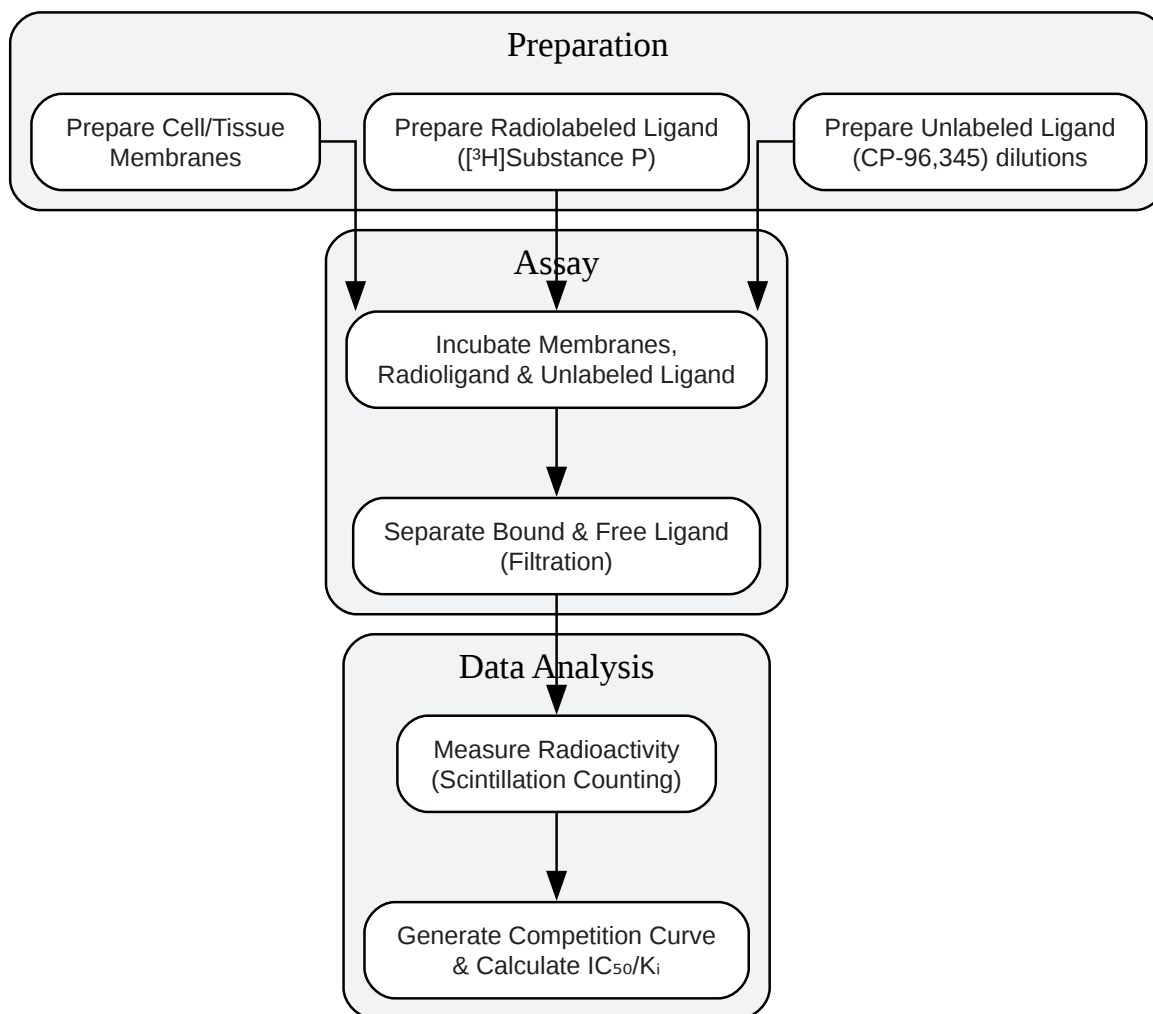 Preparation
Prepare Cell/Tissue
Membranes
Prepare Radiolabeled Ligand
([³H]Substance P)
Prepare Unlabeled Ligand
(CP-96,345) dilutions
Assay
Incubate Membranes,
Radioligand & Unlabeled Ligand
Separate Bound & Free Ligand
(Filtration)
Data Analysis
Measure Radioactivity
(Scintillation Counting)
Generate Competition Curve
& Calculate IC₅₀/Kᵢ